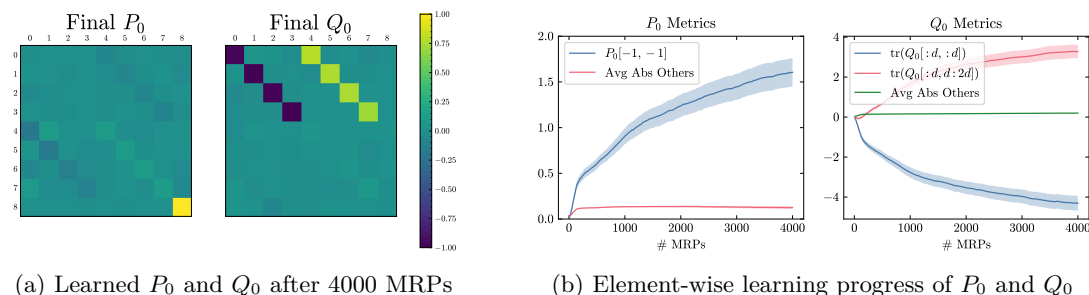 Final $P_0$
Final $Q_0$
0 1 2 3 4 5 6 7 8
0 1 2 3 4 5 6 7 8
0
1
2
3
4
5
6
7
8
1.00
0.75
0.50
0.25
0.00
−0.25
−0.50
−0.75
−1.00
(a) Learned $P_0$ and $Q_0$ after 4000 MRPs
$P_0$ Metrics
2.0
1.5
1.0
0.5
0.0
$P_0[-1, -1]$
Avg Abs Others
0 1000 2000 3000 4000
# MRPs
$Q_0$ Metrics
4
2
0
−2
−4
tr($Q_0[:d, :d]$)
tr($Q_0[:d, d:2d]$)
Avg Abs Others
0 1000 2000 3000 4000
# MRPs
(b) Element-wise learning progress of $P_0$ and $Q_0$